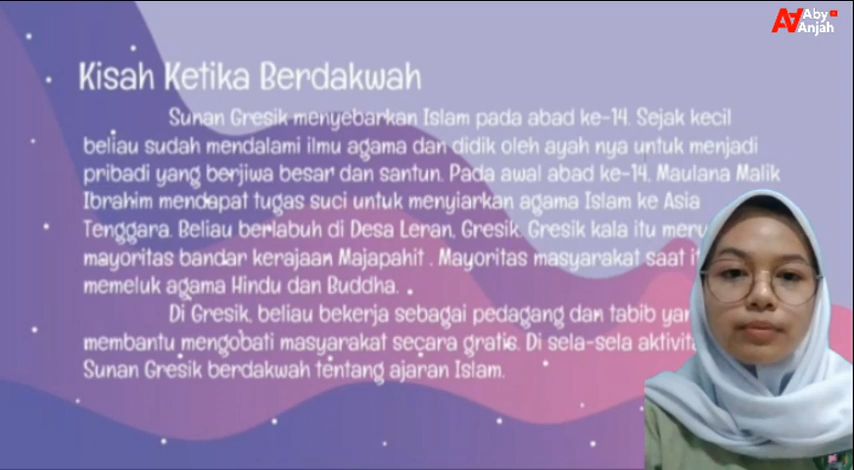 Aby
Anjah
Kisah Ketika Berdakwah
Sunan Gresik menyebarkan Islam pada abad ke-14. Sejak kecil
beliau sudah mendalami ilmu agama dan didik oleh ayah nya untuk menjadi
pribadi yang berjiwa besar dan santun. Pada awal abad ke-14, Maulana Malik
Ibrahim mendapat tugas suci untuk menyiarkan agama Islam ke Asia
Tenggara. Beliau berlabuh di Desa Leran, Gresik. Gresik kala itu
mayoritas bandar kerajaan Majapahit . Mayoritas masyarakat saat
memeluk agama Hindu dan Buddha.
Di Gresik, beliau bekerja sebagai pedagang dan tabib
membantu mengobati masyarakat secara gratis. Di sela-sela
Sunan Gresik berdakwah tentang ajaran Islam.